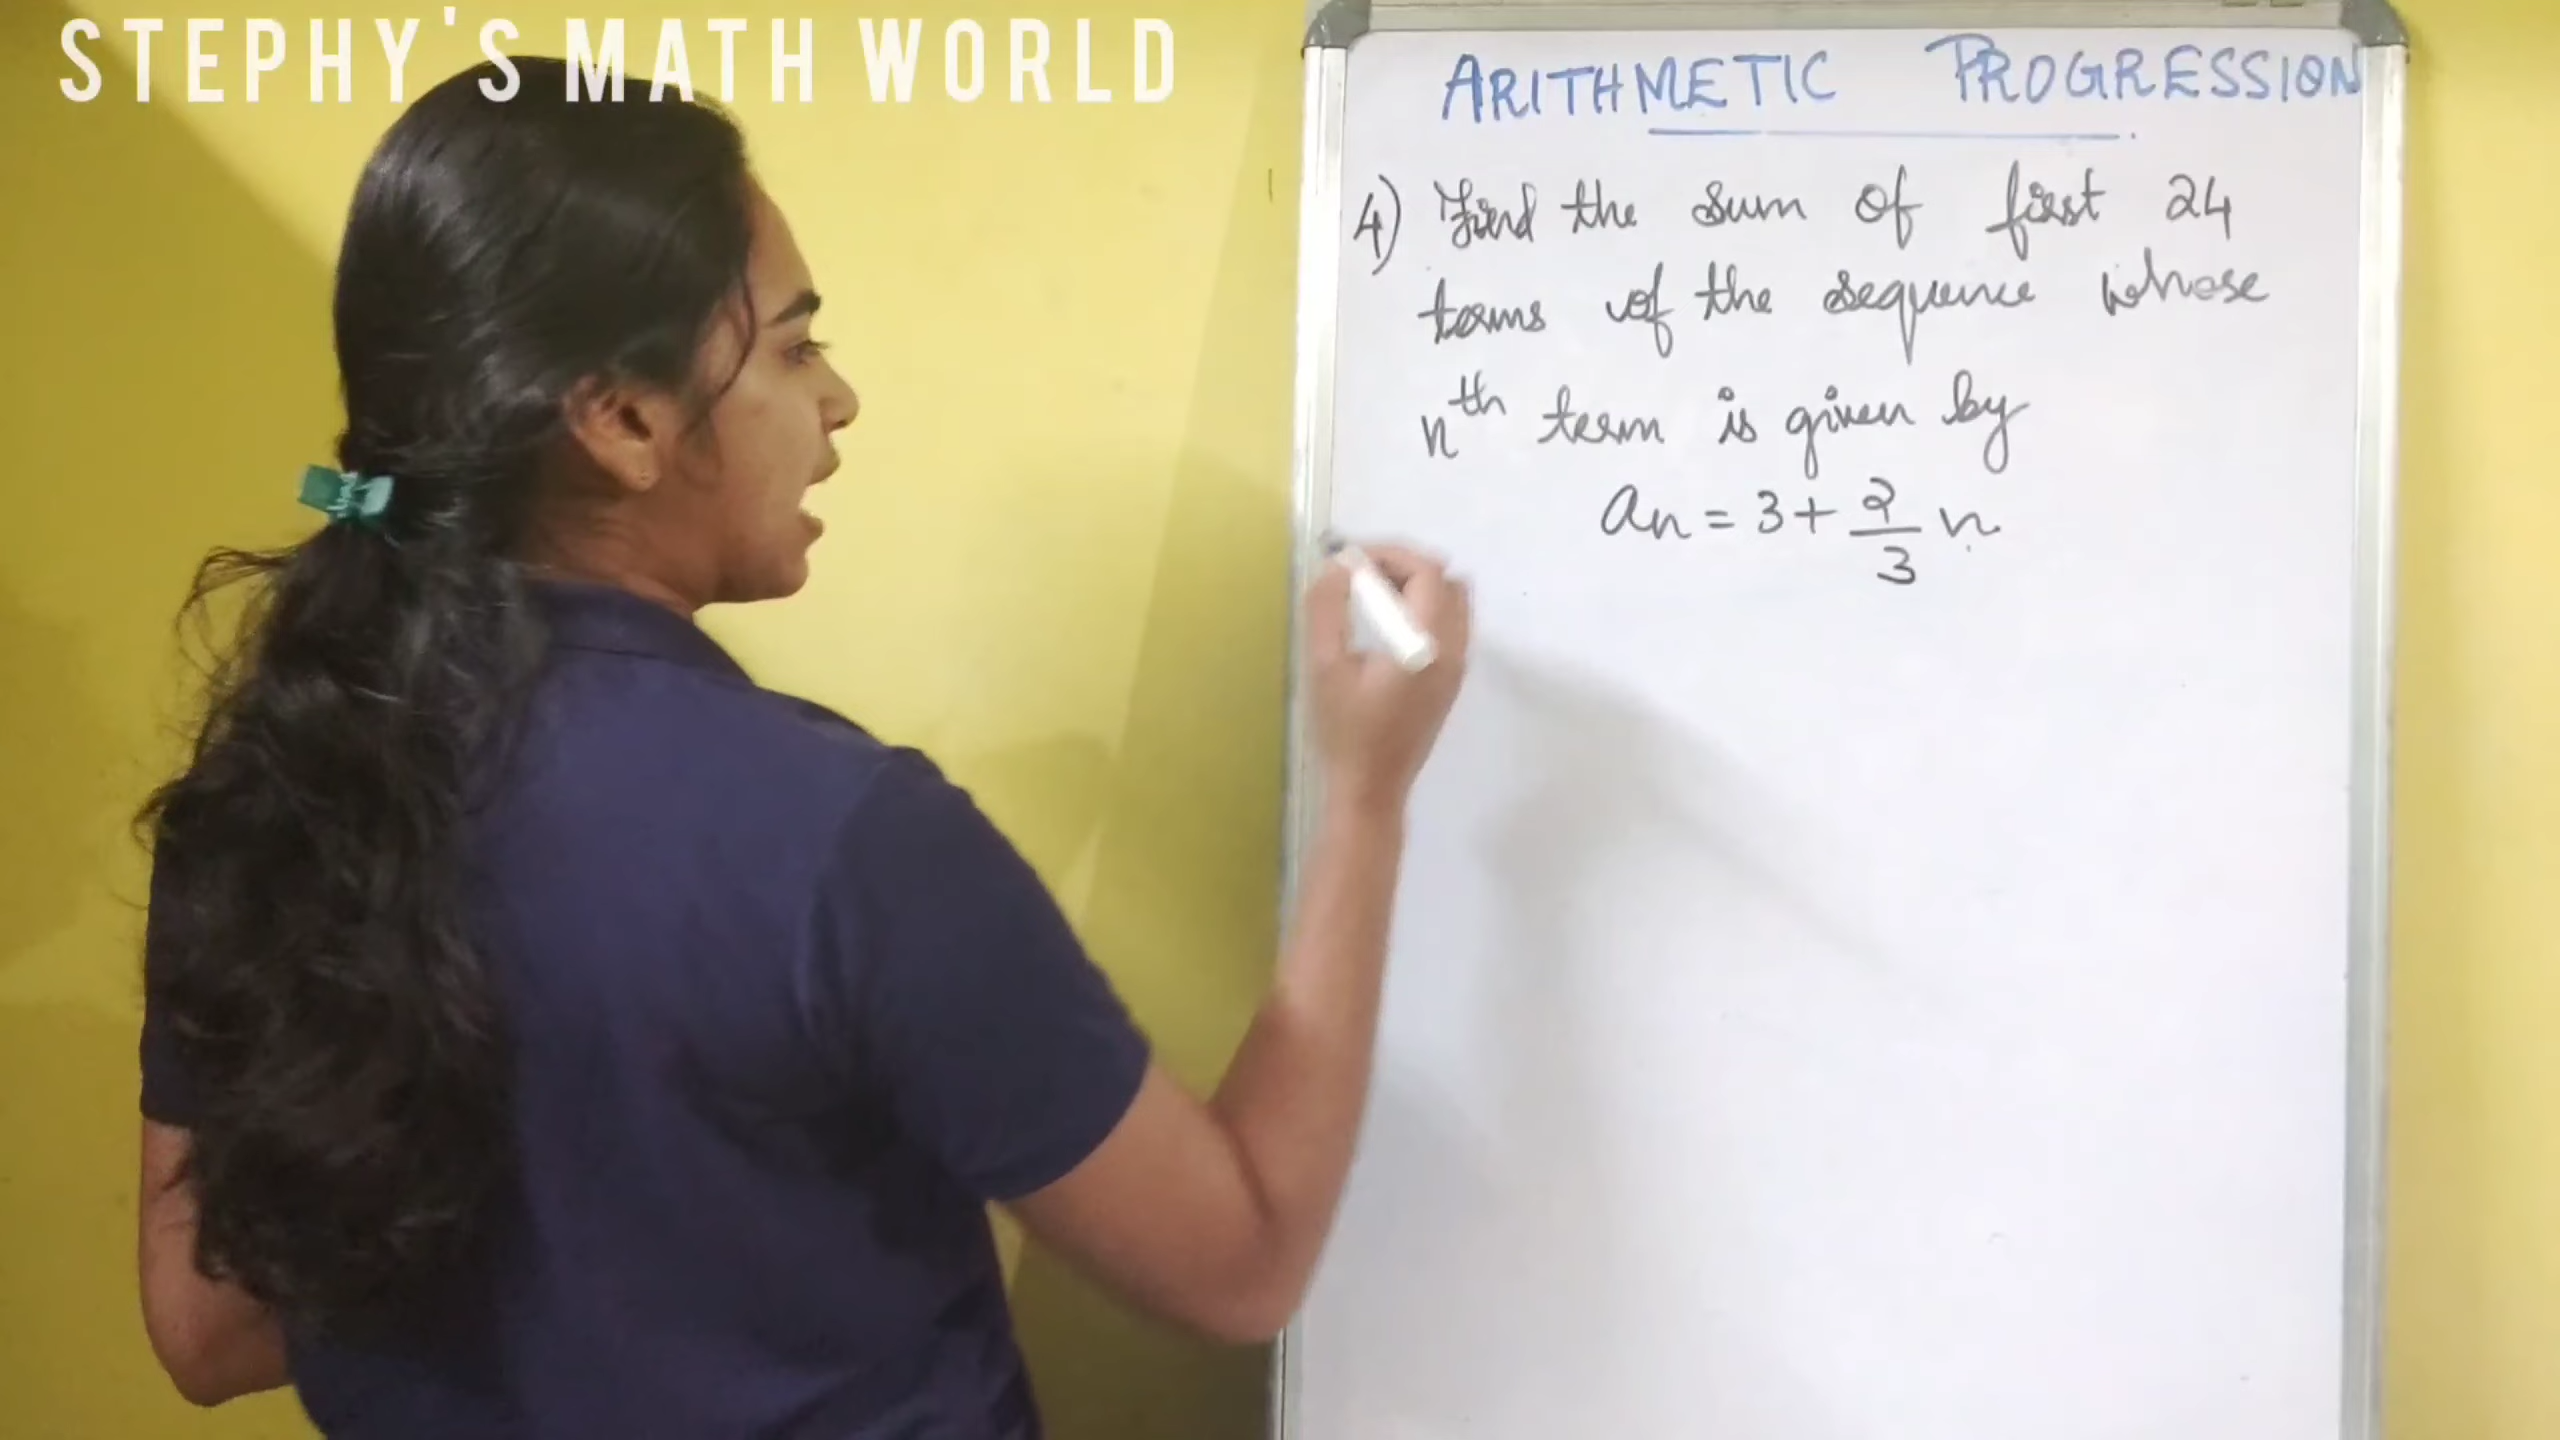 STEPHY'S MATH WORLD
ARITHMETIC PROGRESSION
4) Find the sum of first 24
terms of the sequence whose
nth term is given by
an = 3 + 2/3 n